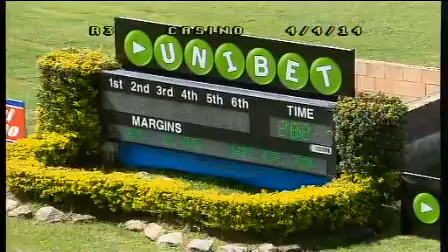 R3 CASINO 4/4/14
UNIBET
1st 2nd 3rd 4th 5th 6th
TIME
MARGINS